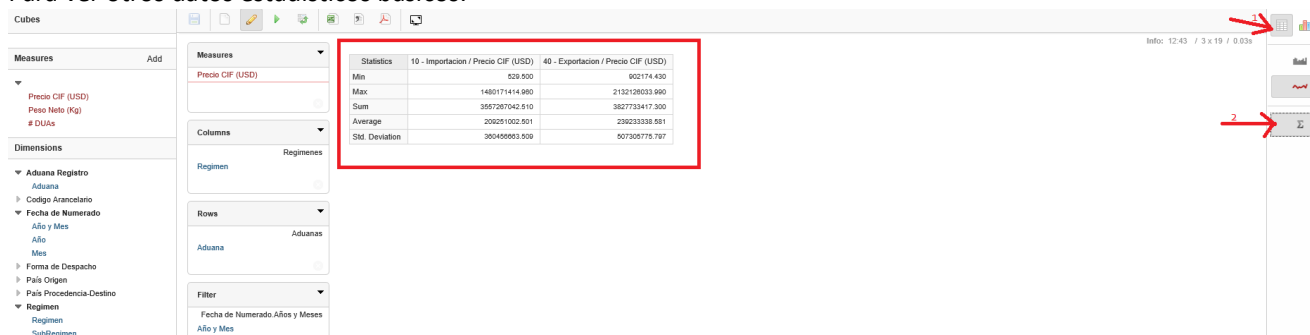 Para ver otros datos estadísticos básicos:
Cubes
Measures Add
Precio CIF (USD)
Peso Neto (Kg)
# DUAs
Dimensions
Aduana Registro
Aduana
Codigo Arancelario
Fecha de Numerado
Año y Mes
Año
Mes
Forma de Despacho
País Origen
País Procedencia-Destino
Regimen
Regimen
SubRegimen
Measures
Precio CIF (USD)
Columns
Regimenes
Regimen
Rows
Aduanas
Aduana
Filter
Fecha de Numerado.Años y Meses
Año y Mes
Info: 12:43 / 3 x 19 / 0.03s
Statistics 10 - Importacion / Precio CIF (USD) 40 - Exportacion / Precio CIF (USD)
Min 529.500 902174.430
Max 1480171414.960 2132126033.990
Sum 3557267042.510 3827733417.300
Average 209251002.501 239233338.581
Std. Deviation 360456663.509 507305775.797
1
2
Σ